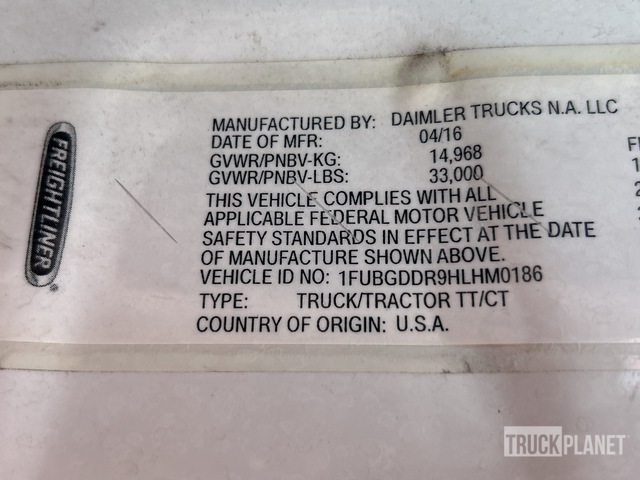 FREIGHTLINER
MANUFACTURED BY: DAIMLER TRUCKS N.A. LLC
DATE OF MFR: 04/16
GVWR/PNBV-KG: 14,968
GVWR/PNBV-LBS: 33,000
THIS VEHICLE COMPLIES WITH ALL
APPLICABLE FEDERAL MOTOR VEHICLE
SAFETY STANDARDS IN EFFECT AT THE DATE
OF MANUFACTURE SHOWN ABOVE.
VEHICLE ID NO: 1FUBGDDR9HLHM0186
TYPE: TRUCK/TRACTOR TT/CT
COUNTRY OF ORIGIN: U.S.A.
TRUCKPLANET